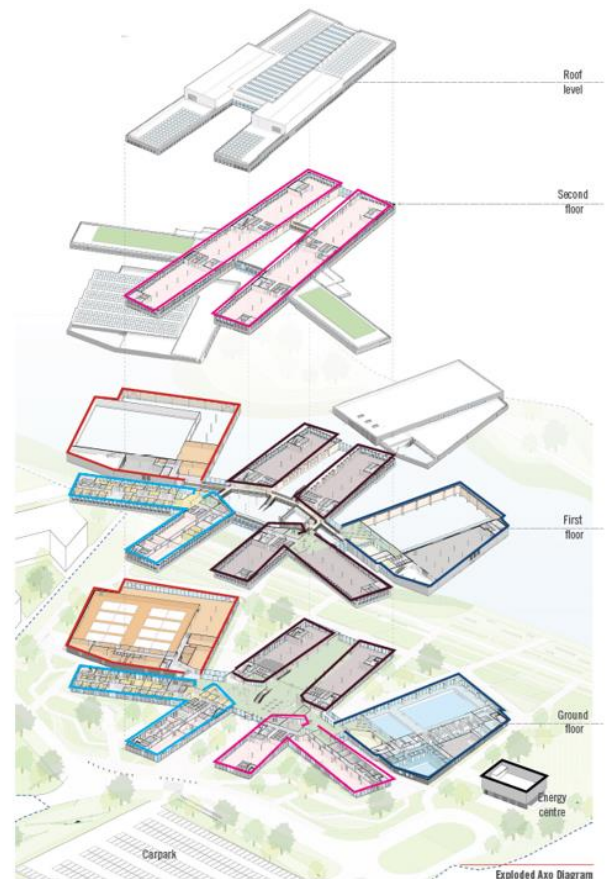 Roof
level
Second
floor
First
floor
Ground
floor
Energy
centre
Carpark
Exploded Axo Diagram